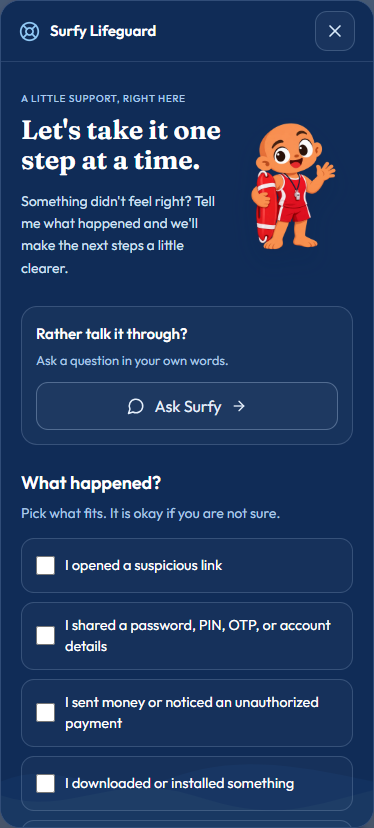 Surfy Lifeguard
A LITTLE SUPPORT, RIGHT HERE
Let's take it one
step at a time.
Something didn't feel right? Tell
me what happened and we'll
make the next steps a little
clearer.
Rather talk it through?
Ask a question in your own words.
Ask Surfy
What happened?
Pick what fits. It is okay if you are not sure.
I opened a suspicious link
I shared a password, PIN, OTP, or account
details
I sent money or noticed an unauthorized
payment
I downloaded or installed something